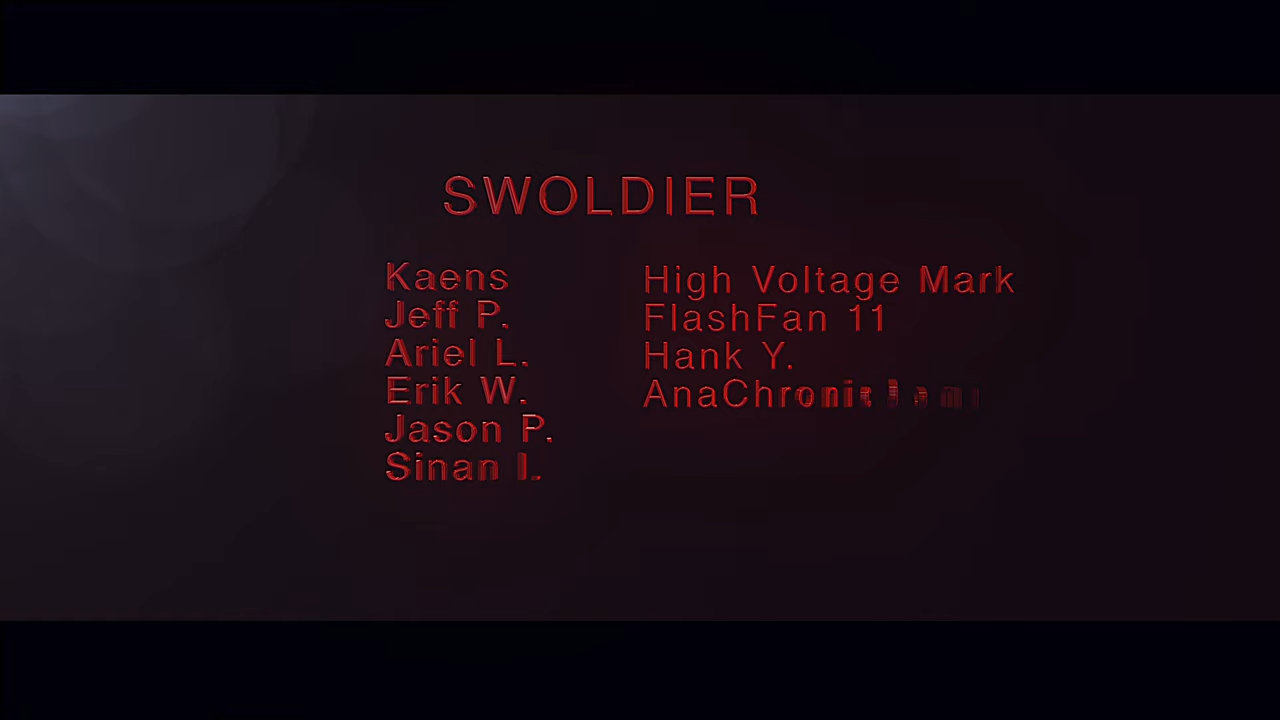 SWOLDIER
Kaens
Jeff P.
Ariel L.
Erik W.
Jason P.
Sinan I.
High Voltage Mark
FlashFan 11
Hank Y.